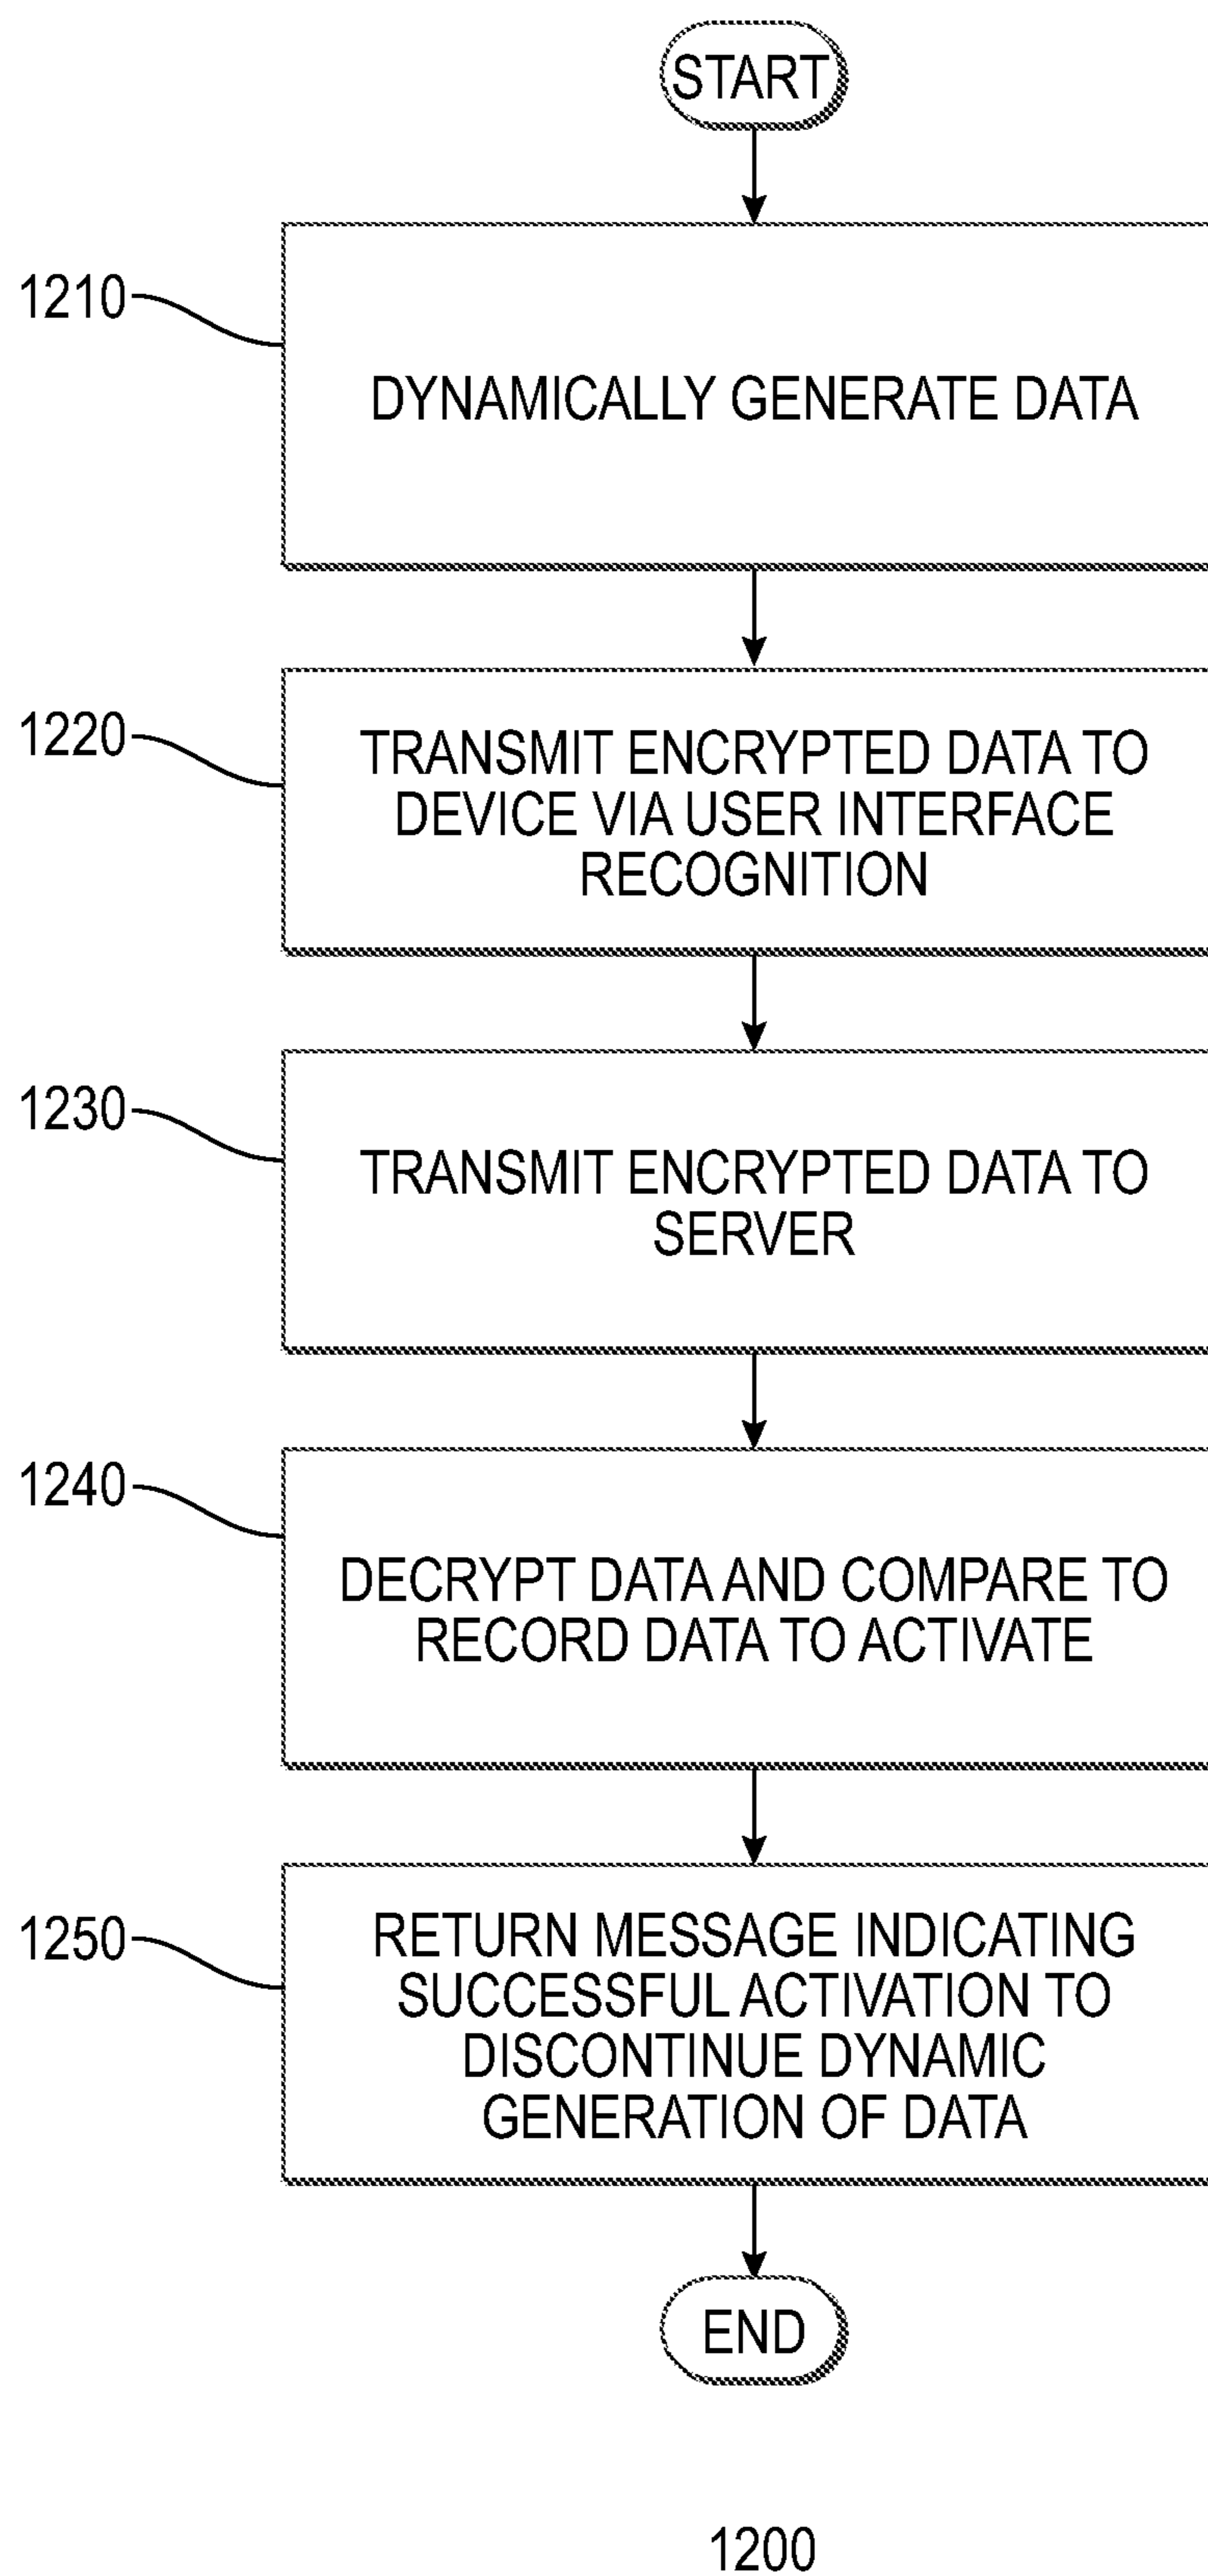 START
1210
DYNAMICALLY GENERATE DATA
1220
TRANSMIT ENCRYPTED DATA TO
DEVICE VIA USER INTERFACE
RECOGNITION
1230
TRANSMIT ENCRYPTED DATA TO
SERVER
1240
DECRYPT DATA AND COMPARE TO
RECORD DATA TO ACTIVATE
1250
RETURN MESSAGE INDICATING
SUCCESSFUL ACTIVATION TO
DISCONTINUE DYNAMIC
GENERATION OF DATA
END
1200